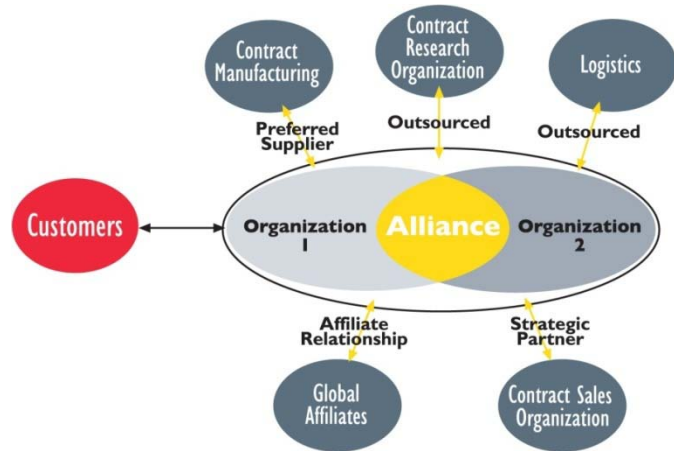 Contract
Manufacturing
Contract
Research
Organization
Logistics
Preferred
Supplier
Outsourced
Outsourced
Customers
Organization
1
Alliance
Organization
2
Affiliate
Relationship
Strategic
Partner
Global
Affiliates
Contract Sales
Organization